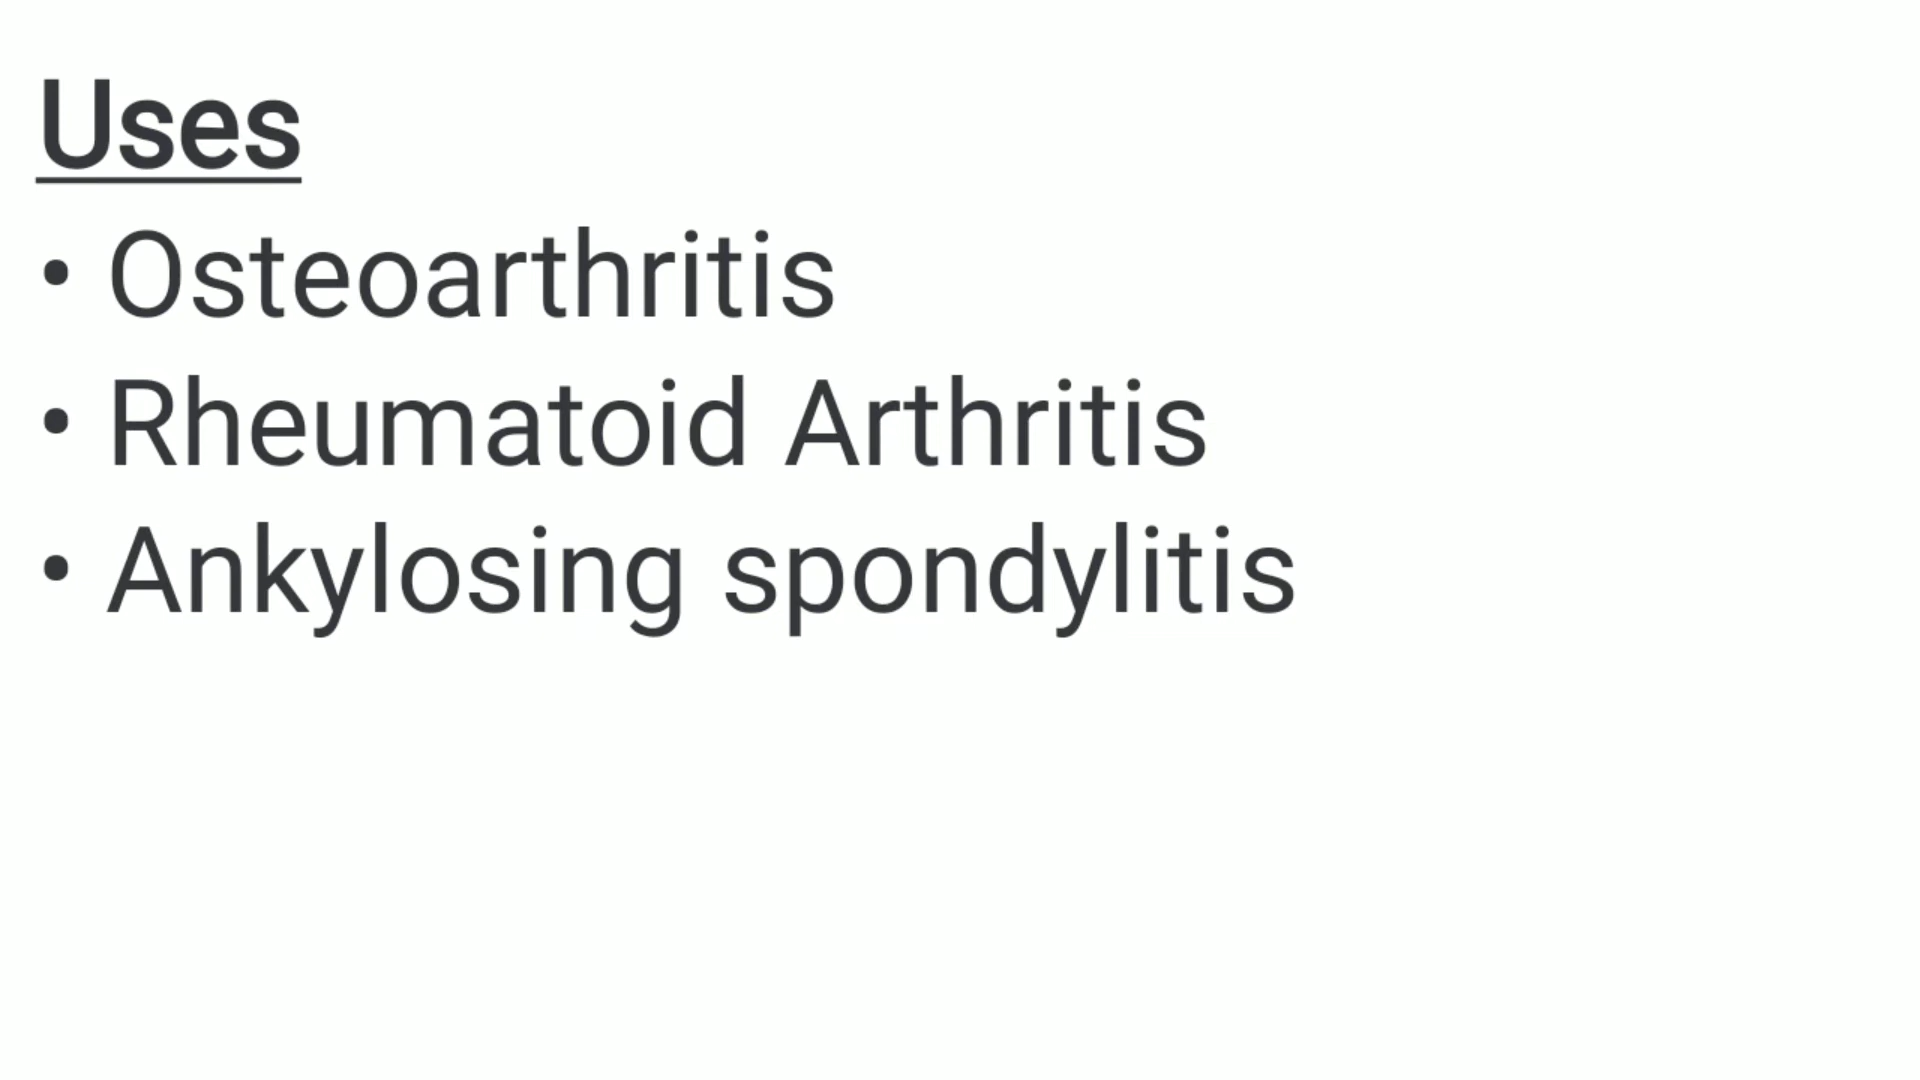 Uses
• Osteoarthritis
• Rheumatoid Arthritis
• Ankylosing spondylitis